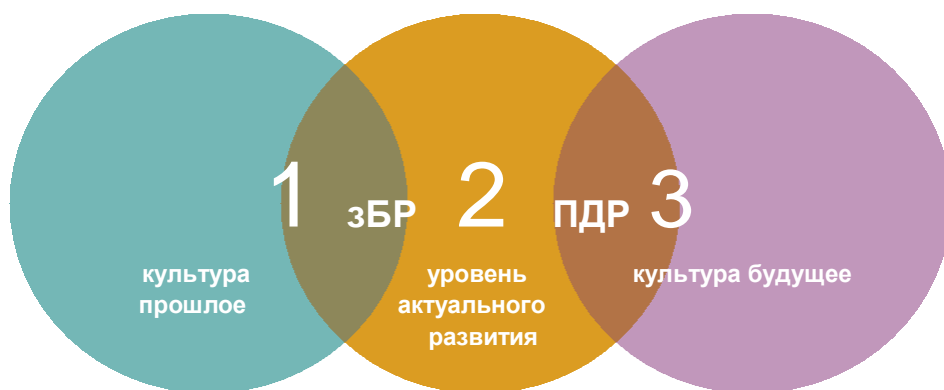 1 зБР 2 ПДР 3
культура
прошлое
уровень
актуального
развития
культура будущее